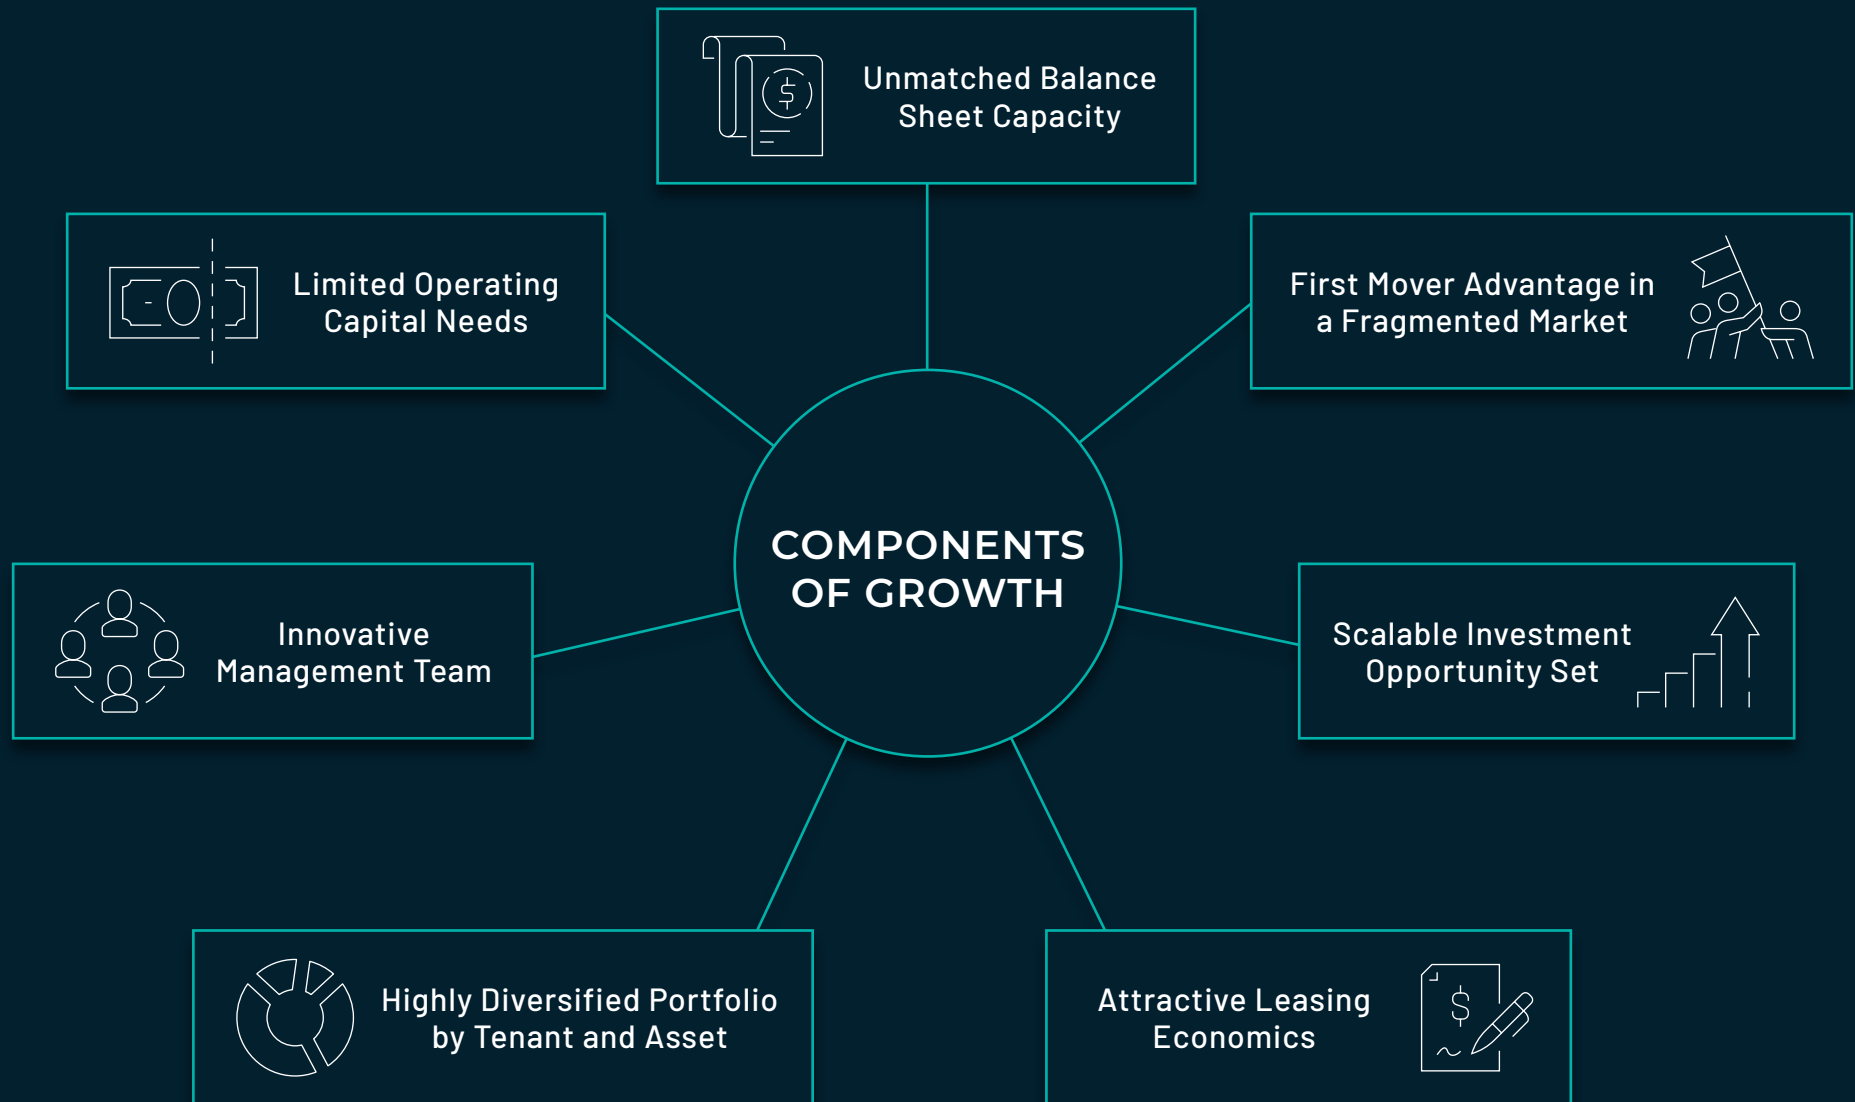 Unmatched Balance
Sheet Capacity
Limited Operating
Capital Needs
First Mover Advantage in
a Fragmented Market
COMPONENTS
OF GROWTH
Innovative
Management Team
Scalable Investment
Opportunity Set
Highly Diversified Portfolio
by Tenant and Asset
Attractive Leasing
Economics